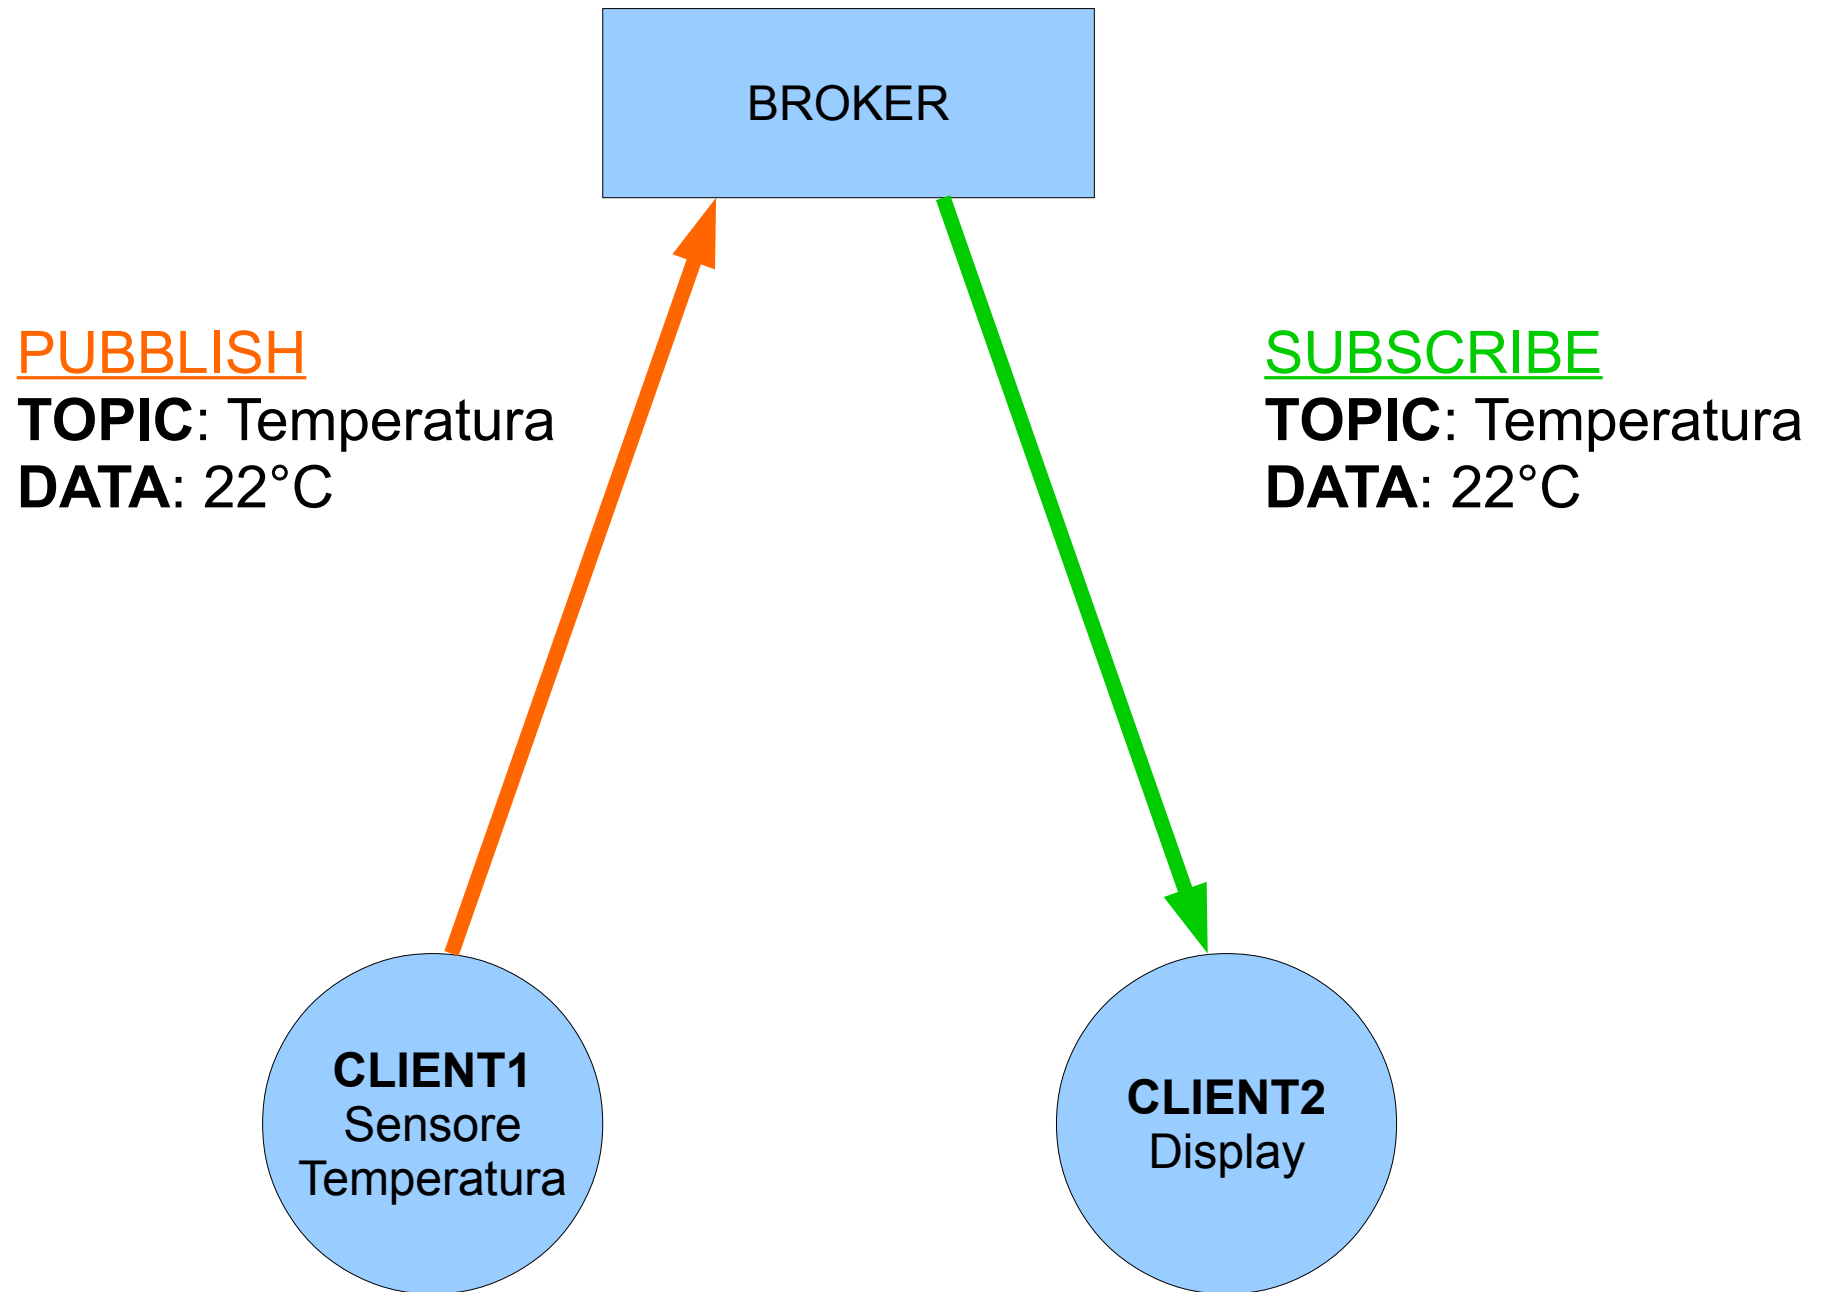 BROKER
PUBBLISH
TOPIC: Temperatura
DATA: 22°C
SUBSCRIBE
TOPIC: Temperatura
DATA: 22°C
CLIENT1
Sensore
Temperatura
CLIENT2
Display